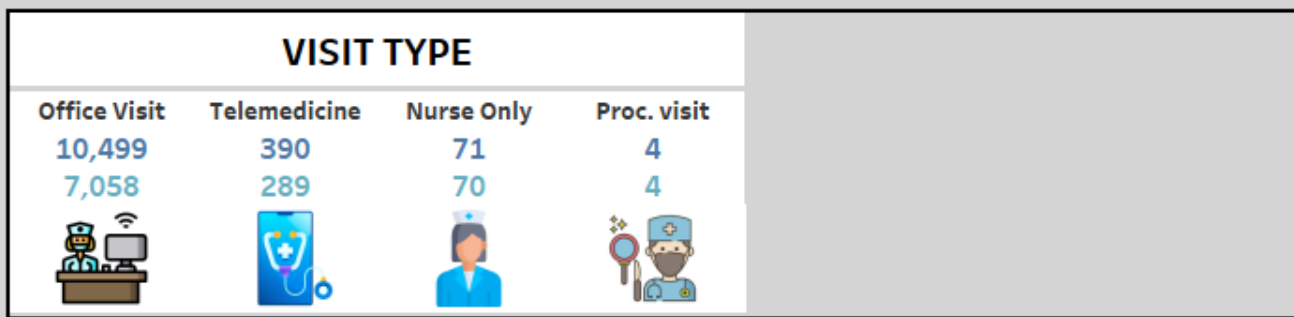 VISIT TYPE
Office Visit Telemedicine Nurse Only Proc. visit
10,499 390 71 4
7,058 289 70 4